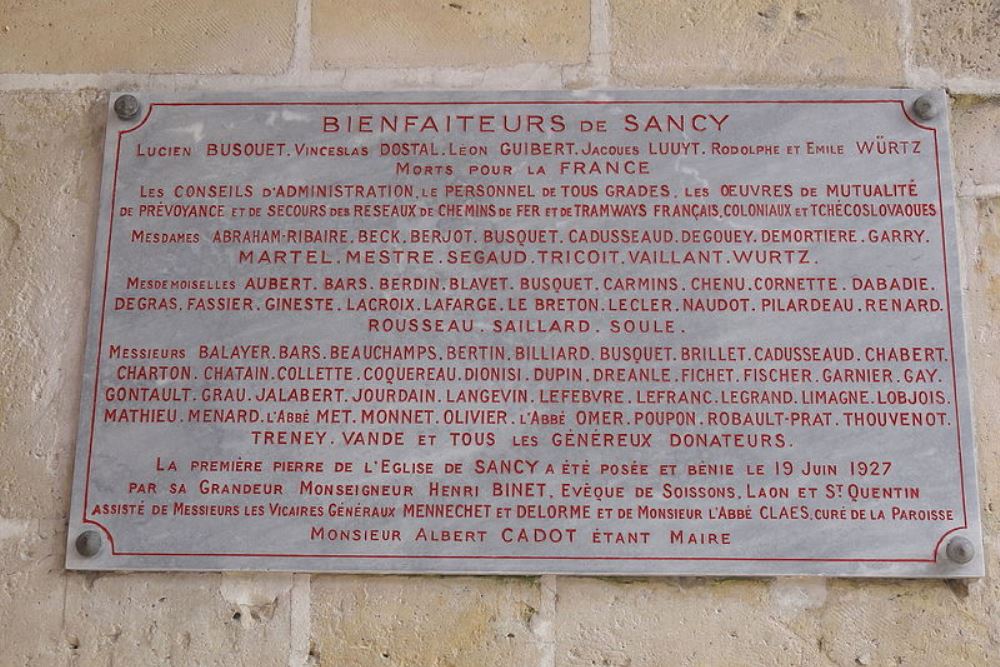 BIENFAITEURS DE SANCY
LUCIEN BUSQUET. VINCESLAS DOSTAL. LÉON GUIBERT. JACQUES LUUYT. RODOLPHE ET EMILE WÜRTZ
MORTS POUR LA FRANCE
LES CONSEILS D'ADMINISTRATION, LE PERSONNEL DE TOUS GRADES, LES ŒUVRES DE MUTUALITÉ
DE PRÉVOYANCE ET DE SECOURS DES RÉSEAUX DE CHEMINS DE FER ET DE TRAMWAYS FRANÇAIS, COLONIAUX ET TCHÉCOSLOVAQUES
MESDAMES ABRAHAM-RIBAIRE. BECK. BERJOT. BUSQUET. CADUSSEAUD. DEGOUEY. DEMORTIERE. GARRY.
MARTEL. MESTRE. SEGAUD. TRICOIT. VAILLANT. WURTZ.
MESDEMOISELLES AUBERT. BARS. BERDIN. BLAVET. BUSQUET. CARMINS. CHENU. CORNETTE. DABADIE.
DEGRAS. FASSIER. GINESTE. LACROIX. LAFARGE. LE BRETON. LECLER. NAUDOT. PILARDEAU. RENARD.
ROUSSEAU. SAILLARD. SOULE.
MESSIEURS BALAYER. BARS. BEAUCHAMPS. BERTIN. BILLIARD. BUSQUET. BRILLET. CADUSSEAUD. CHABERT.
CHARTON. CHATAIN. COLLETTE. COQUEREAU. DIONISI. DUPIN. DREANLE. FICHET. FISCHER. GARNIER. GAY.
GONTAULT. GRAU. JALABERT. JOURDAIN. LANGEVIN. LEFEBVRE. LEFRANC. LEGRAND. LIMAGNE. LOBJOIS.
MATHIEU. MENARD. L'ABBÉ MET. MONNET. OLIVIER. L'ABBÉ OMER. POUPON. ROBAULT-PRAT. THOUVENOT.
TRENEY. VANDE ET TOUS LES GÉNÉREUX DONATEURS.
LA PREMIÈRE PIERRE DE L'EGLISE DE SANCY A ÉTÉ POSÉE ET BÉNIE LE 19 JUIN 1927
PAR SA GRANDEUR MONSEIGNEUR HENRI BINET, EVÊQUE DE SOISSONS, LAON ET ST QUENTIN
ASSISTÉ DE MESSIEURS LES VICAIRES GÉNÉRAUX MENNECHET ET DELORME ET DE MONSIEUR L'ABBÉ CLAES, CURÉ DE LA PAROISSE
MONSIEUR ALBERT CADOT ÉTANT MAIRE